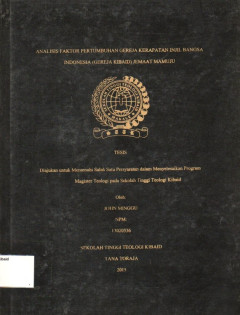 ANALISIS FAKTOR PERTUMBUHAN GEREJA KERAPATAN INJIL BANGSA
INDONESIA (GEREJA KIBAID) JEMAAT MAMUJU
TESIS
Diajukan untuk Memenuhi Salah Satu Persyaratan dalam Menyelesaikan Program
Magister Teologi pada Sekolah Tinggi Teologi Kibaid
Oleh:
NPM:
SEKOLAH TINGGI TEOLOGI KIBAID
TANA TORAJA